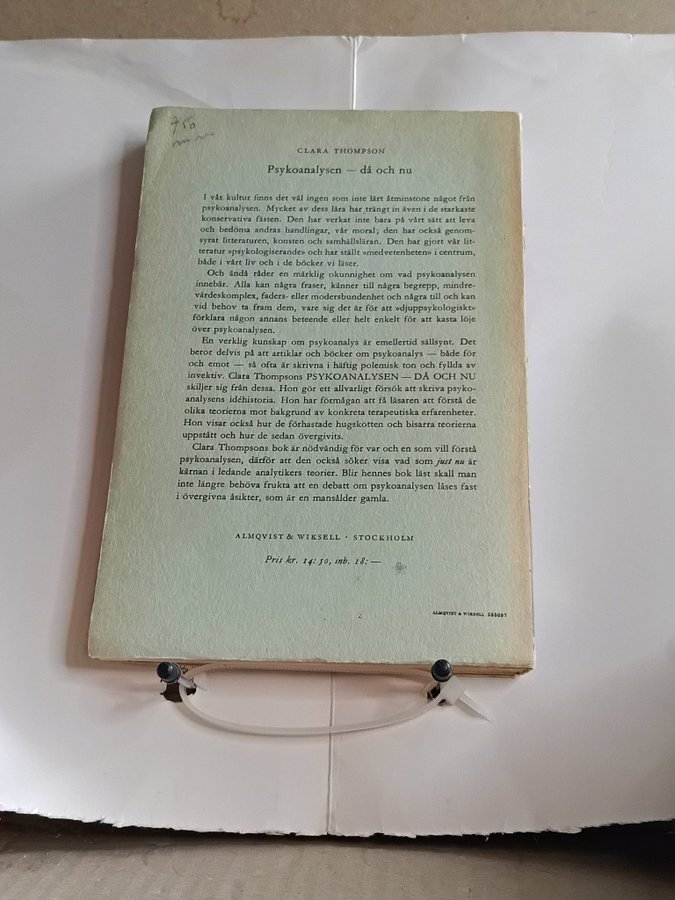 750
CLARA THOMPSON
Psykoanalysen — då och nu
I vår kultur finns det väl ingen som inte lärt åtminstone något från
psykoanalysen. Mycket av dess lära har trängt in även i de starkaste
konservativa fästen. Den har verkat inte bara på vårt sätt att leva
och bedöma andras handlingar, vår moral; den har också genom-
syrat litteraturen, konsten och samhällsläran. Den har gjort vår lit-
teratur »psykologiserande» och har ställt »medvetenheten» i centrum,
både i vårt liv och i de böcker vi läser.
Och ändå råder en märklig okunnighet om vad psykoanalysen
innebär. Alla kan några fraser, känner till några begrepp, mindre-
värdeskomplex, faders- eller modersbundenhet och några till och kan
vid behov ta fram dem, vare sig det är för att »djuppsykologiskt»
förklara någon annans beteende eller helt enkelt för att kasta löje
över psykoanalysen.
En verklig kunskap om psykoanalys är emellertid sällsynt. Det
beror delvis på att artiklar och böcker om psykoanalys — både för
och emot — så ofta är skrivna i häftig polemisk ton och fyllda av
invektiv. Clara Thompsons PSYKOANALYSEN — DÅ OCH NU
skiljer sig från dessa. Hon gör ett allvarligt försök att skriva psyko-
analysens idéhistoria. Hon har förmågan att få läsaren att förstå de
olika teorierna mot bakgrund av konkreta terapeutiska erfarenheter.
Hon visar också hur de förhastade hugskotten och bisarra teorierna
uppstått och hur de sedan övergivits.
Clara Thompsons bok är nödvändig för var och en som vill förstå
psykoanalysen, därför att den också söker visa vad som just nu är
kärnan i ledande analytikers teorier. Blir hennes bok läst skall man
inte längre behöva frukta att en debatt om psykoanalysen låses fast
i övergivna åsikter, som är en mansålder gamla.
ALMQVIST & WIKSELL · STOCKHOLM
Pris kr. 14: 50, inb. 18: —
ALMQVIST & WIKSELL